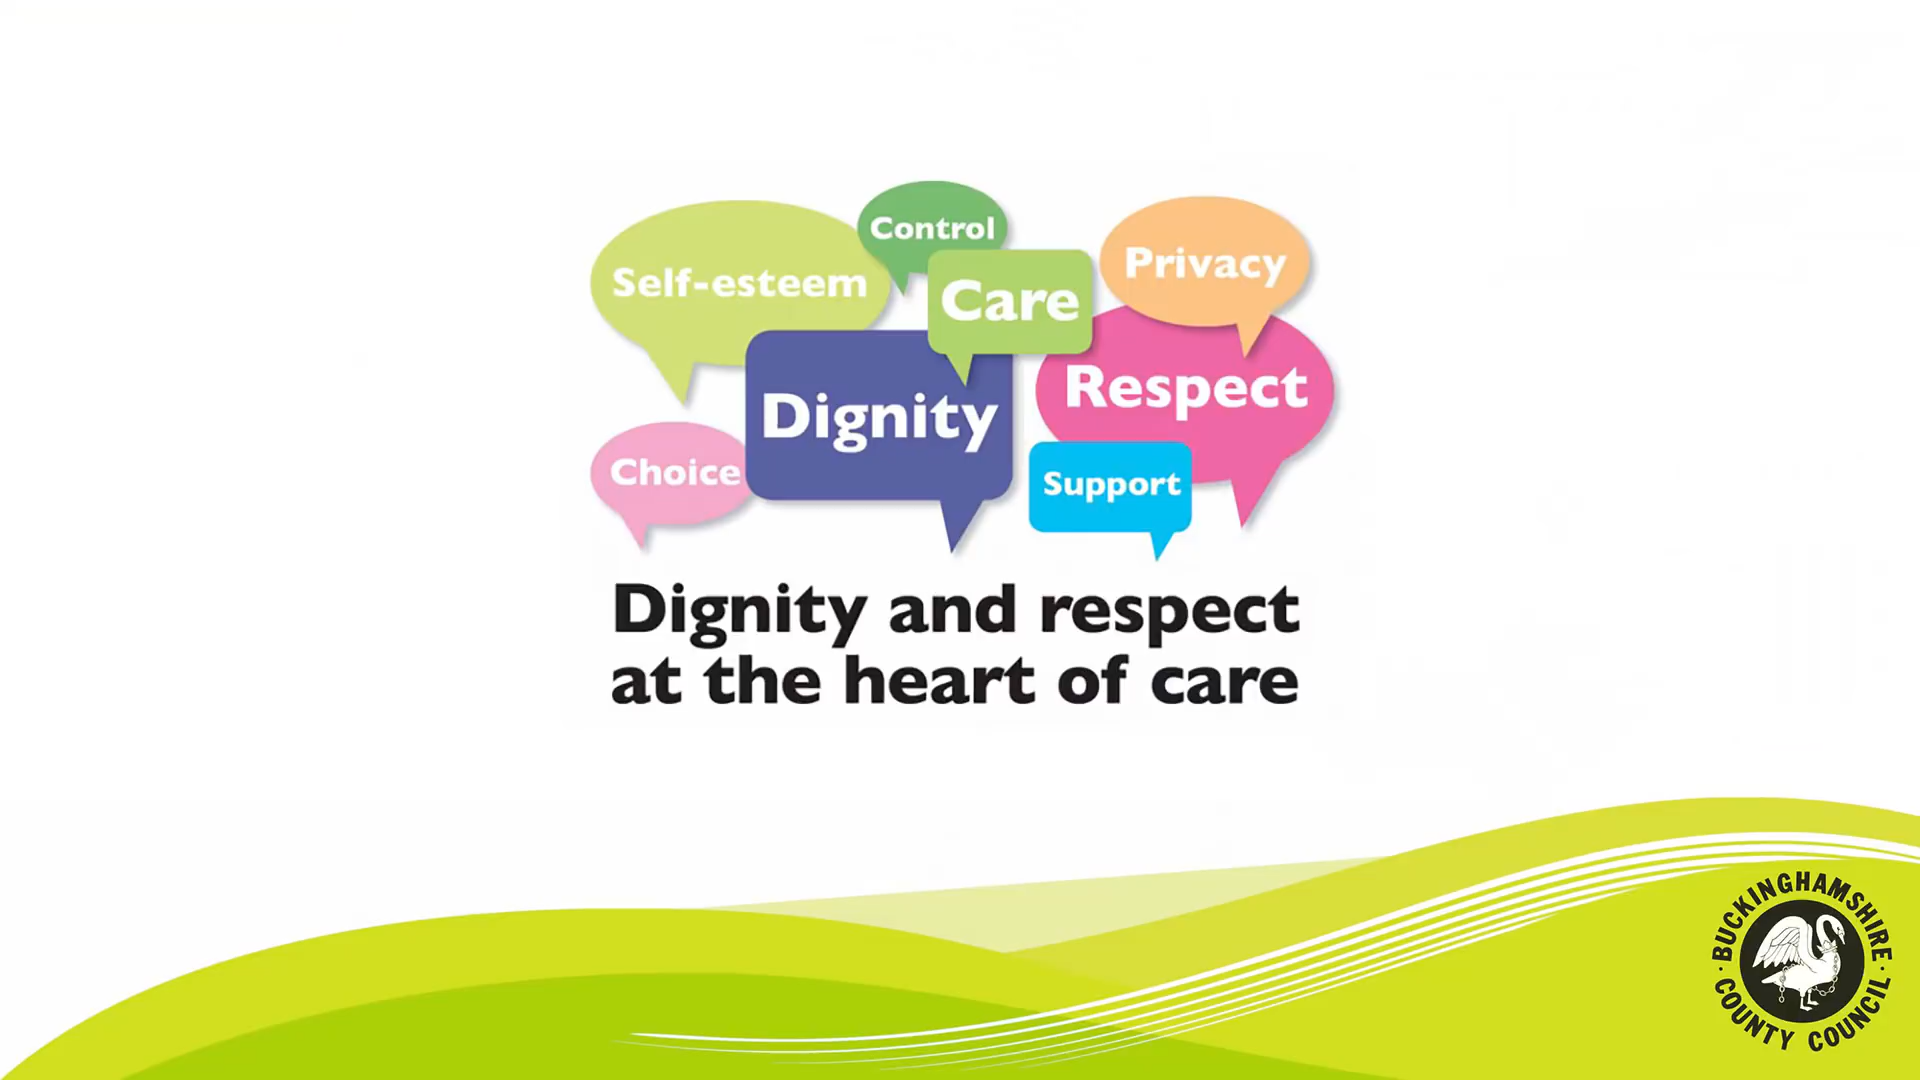 Control
Self-esteem
Care
Privacy
Dignity
Respect
Choice
Support
Dignity and respect
at the heart of care
BUCKINGHAMSHIRE
· COUNTY COUNCIL ·